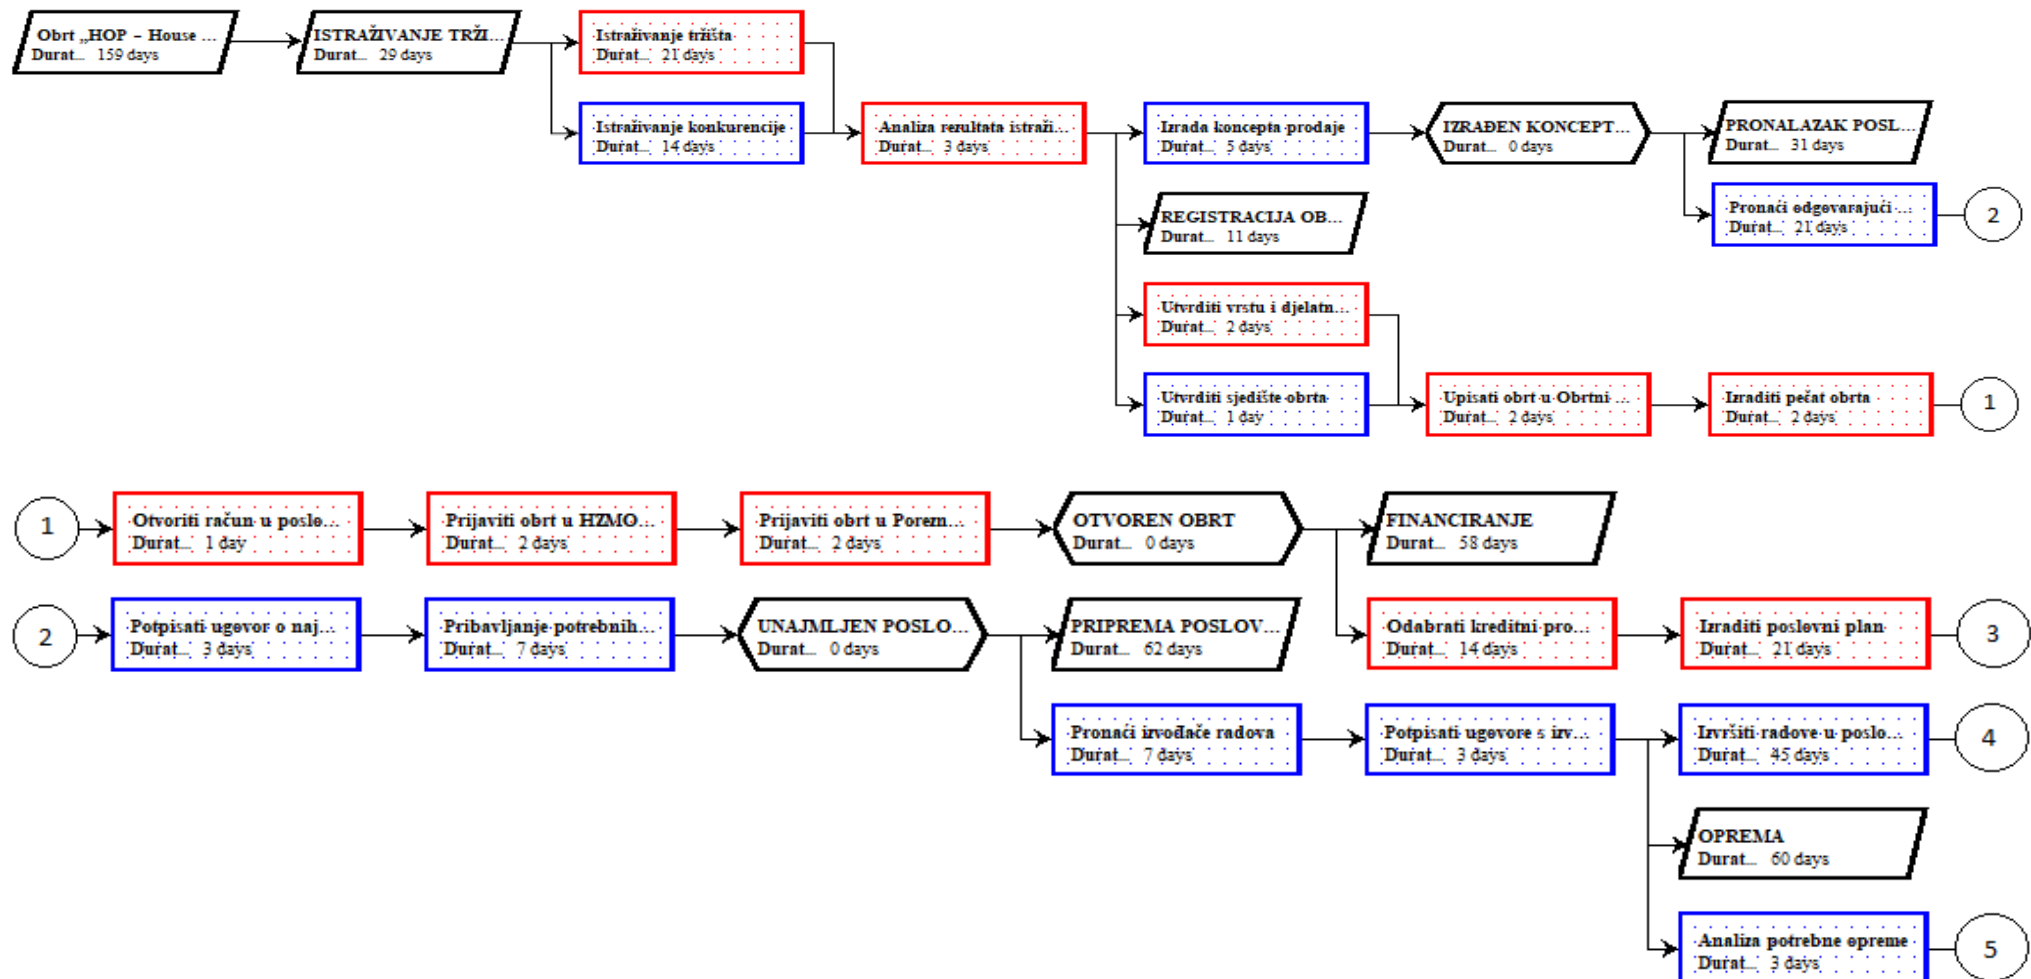 Obrt „HOP – House ...
Durat... 159 days
ISTRAŽIVANJE TRŽI...
Durat... 29 days
Istraživanje tržišta
Durat... 21 days
Istraživanje konkurencije
Durat... 14 days
Analiza rezultata istraži...
Durat... 3 days
Izrada koncepta prodaje
Durat... 5 days
IZRAĐEN KONCEPT...
Durat... 0 days
PRONALAZAK POSL...
Durat... 31 days
Pronaći odgovarajući ...
Durat... 21 days
2
REGISTRACIJA OB...
Durat... 11 days
Utvrditi vrstu i djelatn...
Durat... 2 days
Utvrditi sjedište obrta
Durat... 1 day
Upisati obrt u Obrtni ...
Durat... 2 days
Izraditi pečat obrta
Durat... 2 days
1
1
Otvoriti račun u poslo...
Durat... 1 day
Prijaviti obrt u HZMO...
Durat... 2 days
Prijaviti obrt u Porezn...
Durat... 2 days
OTVOREN OBRT
Durat... 0 days
FINANCIRANJE
Durat... 58 days
2
Potpisati ugovor o naj...
Durat... 3 days
Pribavljanje potrebnih...
Durat... 7 days
UNAJMLJEN POSLO...
Durat... 0 days
PRIPREMA POSLOV...
Durat... 62 days
Odabrati kreditni pro...
Durat... 14 days
Izraditi poslovni plan
Durat... 21 days
3
Pronaći izvođače radova
Durat... 7 days
Potpisati ugovore s izv...
Durat... 3 days
Izvršiti radove u poslo...
Durat... 45 days
4
OPREMA
Durat... 60 days
Analiza potrebne opreme
Durat... 3 days
5